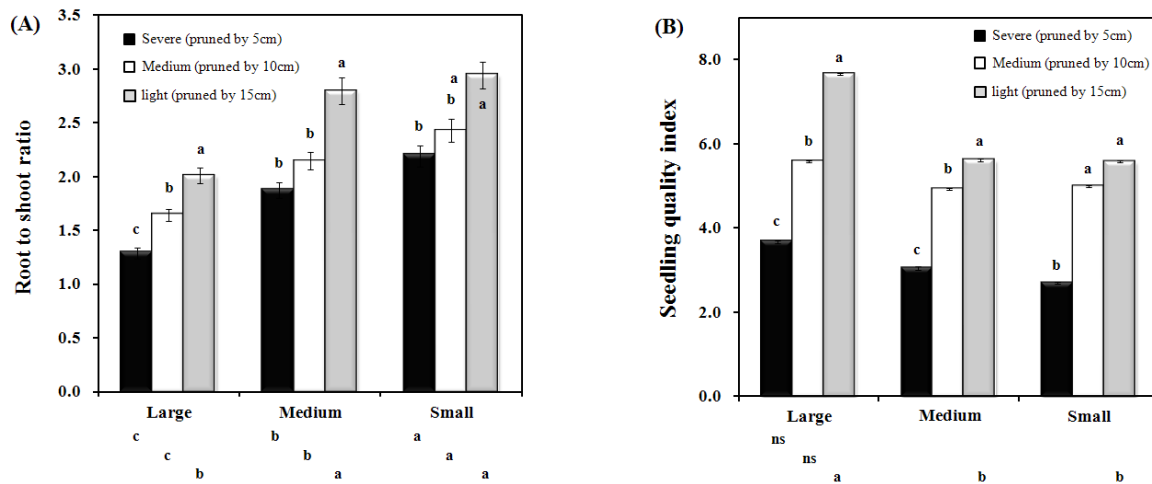 (A)
Root to shoot ratio
3.5
3.0
2.5
2.0
1.5
1.0
0.5
0.0
Severe (pruned by 5cm)
Medium (pruned by 10cm)
light (pruned by 15cm)
c
b
a
b
b
a
b
a
b
a
Large
Medium
Small
c
b
a
c
b
a
b
a
a
(B)
Seedling quality index
8.0
6.0
4.0
2.0
0.0
Severe (pruned by 5cm)
Medium (pruned by 10cm)
light (pruned by 15cm)
c
b
a
c
b
a
b
a
a
Large
Medium
Small
ns
ns
a
b
b